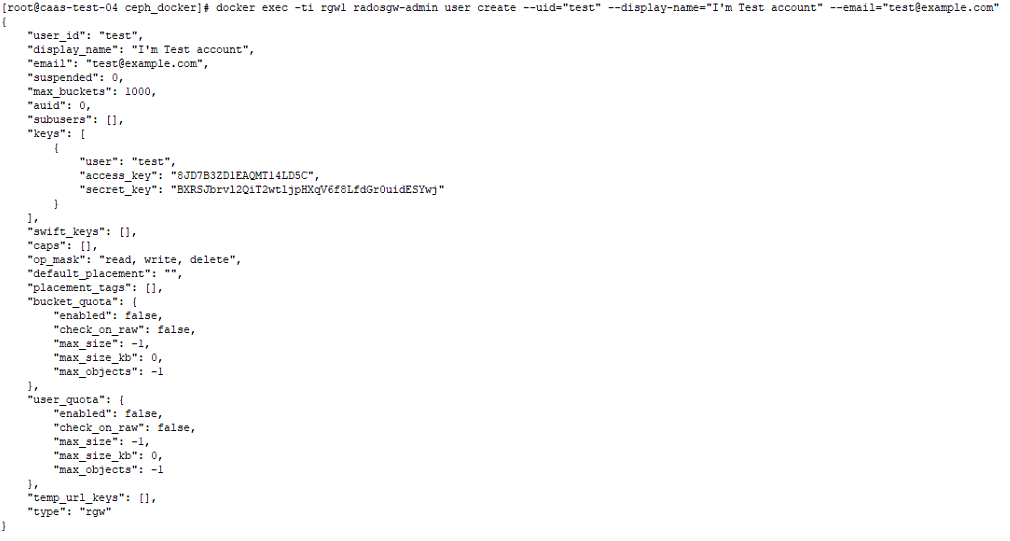 [root@caas-test-04 ceph_docker]# docker exec -ti rgw1 radosgw-admin user create --uid="test" --display-name="I'm Test account" --email="test@example.com"
{
    "user_id": "test",
    "display_name": "I'm Test account",
    "email": "test@example.com",
    "suspended": 0,
    "max_buckets": 1000,
    "auid": 0,
    "subusers": [],
    "keys": [
        {
            "user": "test",
            "access_key": "8JD7B3ZD1EAQMT14LD5C",
            "secret_key": "BXRSJbrvl2QiT2wtljpHXqV6f8LfdGr0uidESYwj"
        }
    ],
    "swift_keys": [],
    "caps": [],
    "op_mask": "read, write, delete",
    "default_placement": "",
    "placement_tags": [],
    "bucket_quota": {
        "enabled": false,
        "check_on_raw": false,
        "max_size": -1,
        "max_size_kb": 0,
        "max_objects": -1
    },
    "user_quota": {
        "enabled": false,
        "check_on_raw": false,
        "max_size": -1,
        "max_size_kb": 0,
        "max_objects": -1
    },
    "temp_url_keys": [],
    "type": "rgw"
}